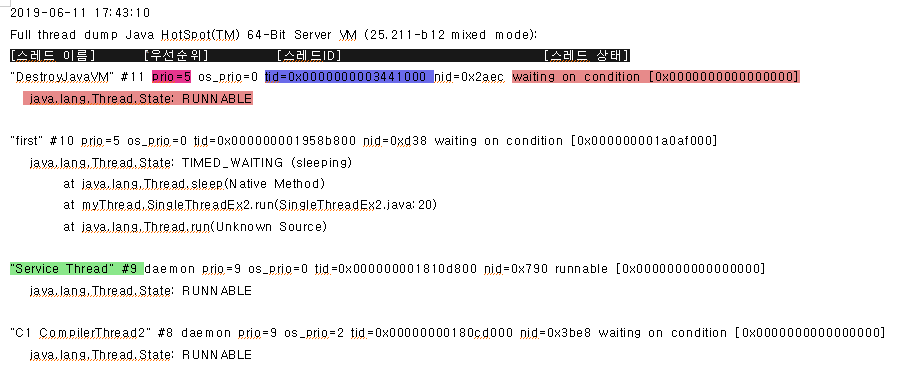 2019-06-11 17:43:10
Full thread dump Java HotSpot(TM) 64-Bit Server VM (25.211-b12 mixed mode):
[스레드 이름] [우선순위] [스레드ID] [스레드 상태]
"DestroyJavaVM" #11 prio=5 os_prio=0 tid=0x0000000003441000 nid=0x2aec waiting on condition [0x0000000000000000]
java.lang.Thread.State: RUNNABLE
"first" #10 prio=5 os_prio=0 tid=0x000000001958b800 nid=0xd38 waiting on condition [0x000000001a0af000]
java.lang.Thread.State: TIMED_WAITING (sleeping)
at java.lang.Thread.sleep(Native Method)
at myThread.SingleThreadEx2.run(SingleThreadEx2.java:20)
at java.lang.Thread.run(Unknown Source)
"Service Thread" #9 daemon prio=9 os_prio=0 tid=0x000000001810d800 nid=0x790 runnable [0x0000000000000000]
java.lang.Thread.State: RUNNABLE
"C1 CompilerThread2" #8 daemon prio=9 os_prio=2 tid=0x00000000180cd000 nid=0x3be8 waiting on condition [0x0000000000000000]
java.lang.Thread.State: RUNNABLE